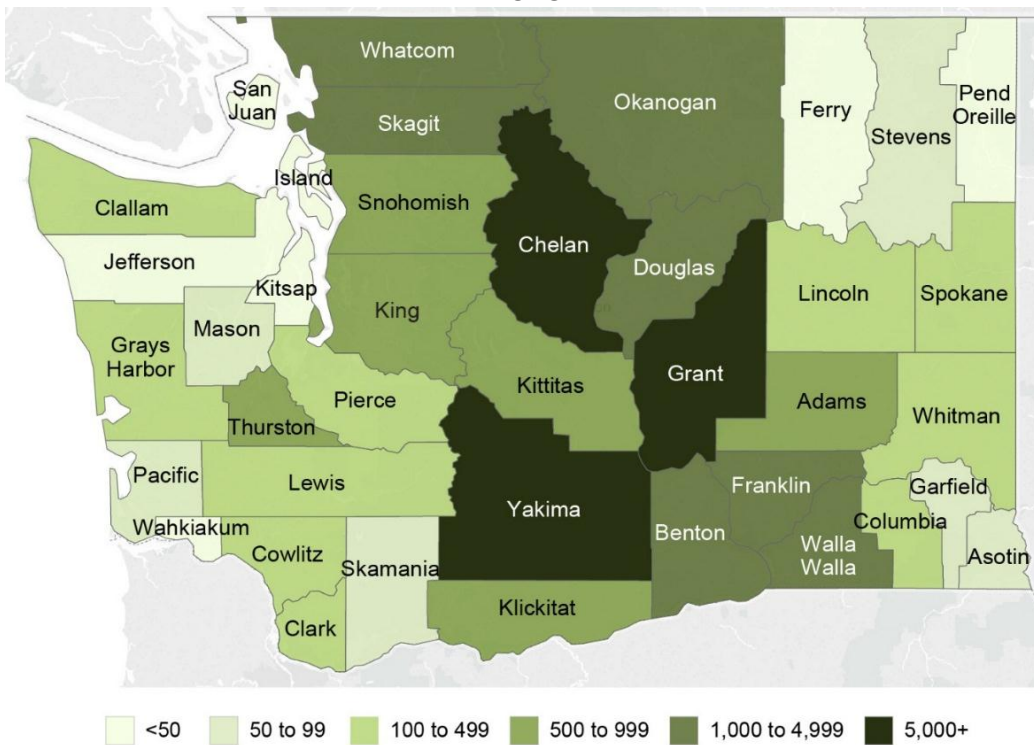 Whatcom
San
Juan
Skagit
Okanogan
Ferry
Stevens
Pend
Oreille
Island
Clallam
Snohomish
Chelan
Douglas
Jefferson
Kitsap
King
Lincoln
Spokane
Mason
Grays
Harbor
Pierce
Kittitas
Grant
Adams
Whitman
Thurston
Pacific
Lewis
Yakima
Franklin
Garfield
Wahkiakum
Cowlitz
Skamania
Benton
Walla
Walla
Columbia
Asotin
Clark
Klickitat
<50 50 to 99 100 to 499 500 to 999 1,000 to 4,999 5,000+